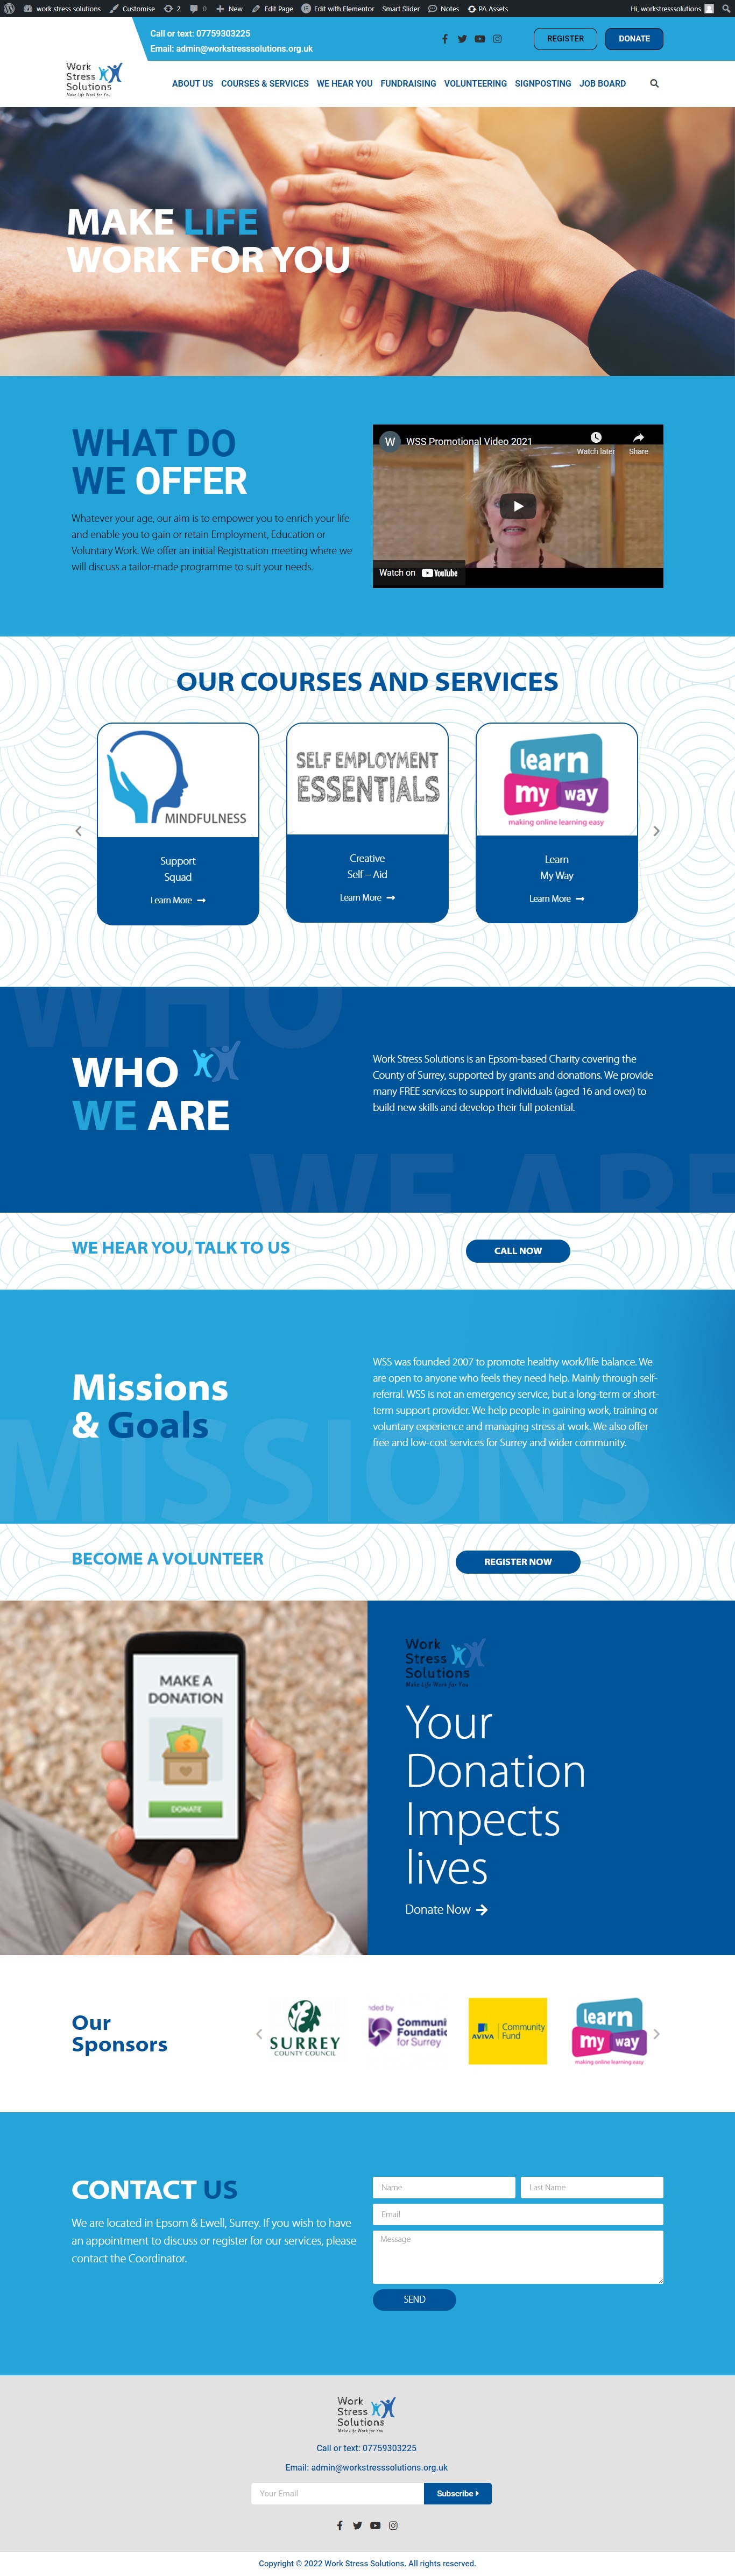 work stress solutions Customise 2 0 New Edit Page Edit with Elementor Smart Slider Notes PA Assets Hi, workstresssolutions
Call or text: 07759303225
Email: admin@workstresssolutions.org.uk
REGISTER DONATE
Work
Stress
Solutions
Make Life Work for You
ABOUT US COURSES & SERVICES WE HEAR YOU FUNDRAISING VOLUNTEERING SIGNPOSTING JOB BOARD
MAKE LIFE
WORK FOR YOU
WHAT DO
WE OFFER
Whatever your age, our aim is to empower you to enrich your life
and enable you to gain or retain Employment, Education or
Voluntary Work. We offer an initial Registration meeting where we
will discuss a tailor-made programme to suit your needs.
W WSS Promotional Video 2021
Watch later Share
Watch on YouTube
OUR COURSES AND SERVICES
MINDFULNESS
Support
Squad
Learn More
SELF EMPLOYMENT
ESSENTIALS
Creative
Self – Aid
Learn More
learn
my way
making online learning easy
Learn
My Way
Learn More
WHO
WHO
WE ARE
WE ARE
Work Stress Solutions is an Epsom-based Charity covering the
County of Surrey, supported by grants and donations. We provide
many FREE services to support individuals (aged 16 and over) to
build new skills and develop their full potential.
WE HEAR YOU, TALK TO US
CALL NOW
Missions
& Goals
MISSIONS
WSS was founded 2007 to promote healthy work/life balance. We
are open to anyone who feels they need help. Mainly through self-
referral. WSS is not an emergency service, but a long-term or short-
term support provider. We help people in gaining work, training or
voluntary experience and managing stress at work. We also offer
free and low-cost services for Surrey and wider community.
BECOME A VOLUNTEER
REGISTER NOW
MAKE A
DONATION
DONATE
Work
Stress
Solutions
Make Life Work for You
Your
Donation
Impacts
lives
Donate Now
Our
Sponsors
SURREY
COUNTY COUNCIL
ded by
Communi
Foundatic
for Surrey
AVIVA Community
Fund
learn
my way
making online learning easy
CONTACT US
We are located in Epsom & Ewell, Surrey. If you wish to have
an appointment to discuss or register for our services, please
contact the Coordinator.
Name Last Name
Email
Message
SEND
Work
Stress
Solutions
Make Life Work for You
Call or text: 07759303225
Email: admin@workstresssolutions.org.uk
Your Email Subscribe
Copyright © 2022 Work Stress Solutions. All rights reserved.